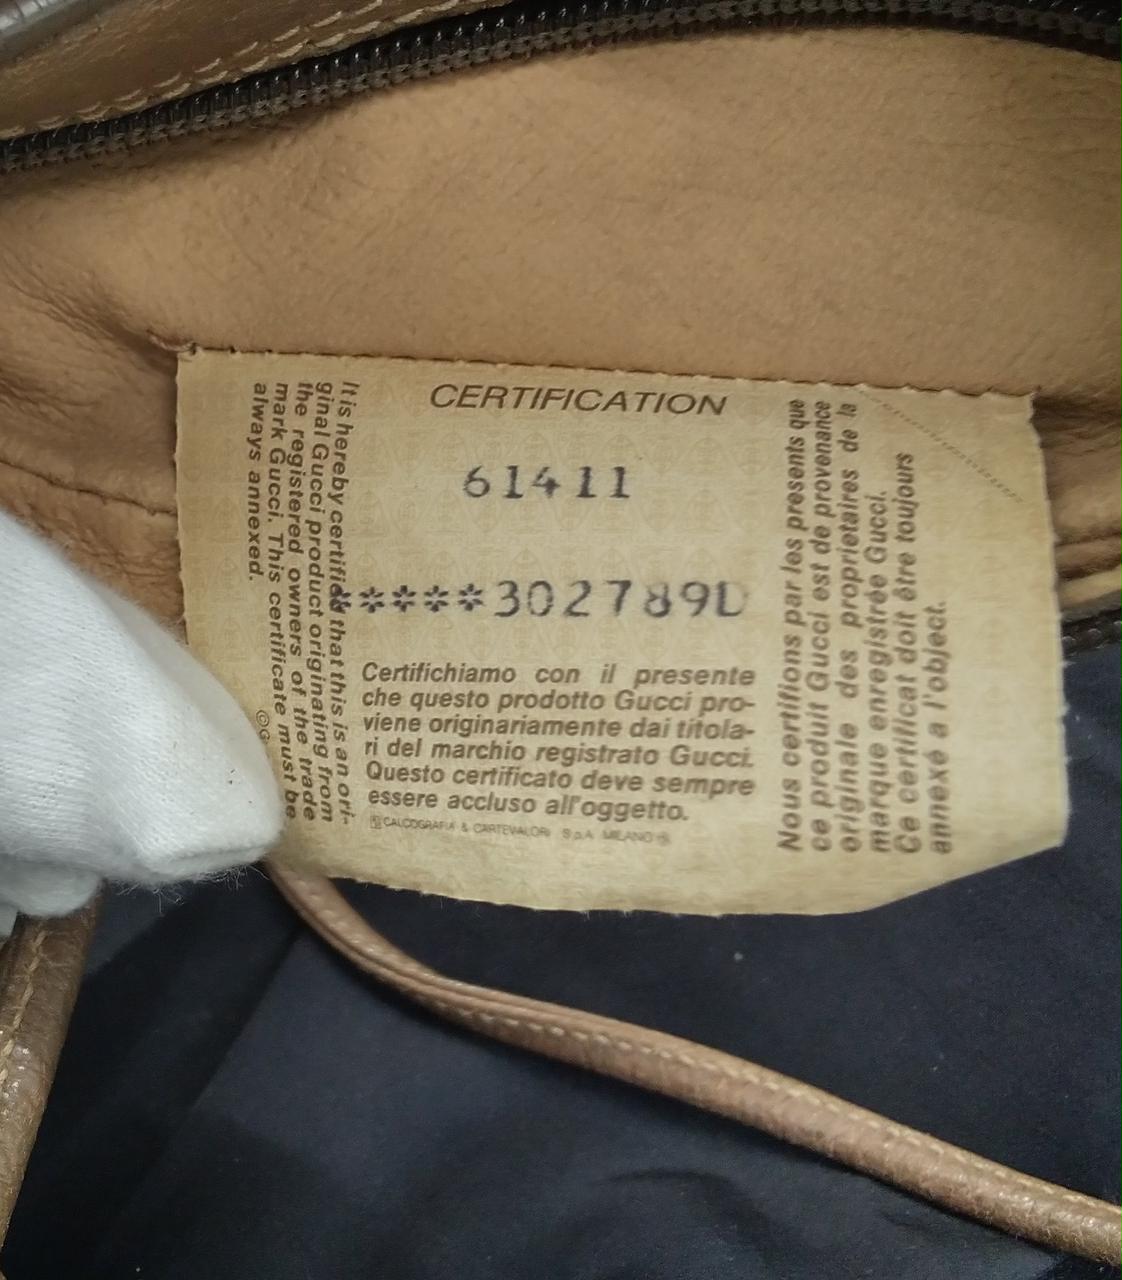 CERTIFICATION
61411
*****302789D
Certifichiamo con il presente
che questo prodotto Gucci pro-
viene originariamente dai titola-
ri del marchio registrato Gucci.
Questo certificato deve sempre
essere accluso all'oggetto.
CALCOGRAFIA & CARTEVALORI S.p.A. MILANO
It is hereby certified that this is an ori-
ginal Gucci product originating from
the registered owners of the trade
mark Gucci. This certificate must be
always annexed.
©G
Nous certifions par les presents que
ce produit Gucci est de provenance
originale des proprietaires de la
marque enregistrée Gucci.
Ce certificat doit être toujours
annexé a l'object.